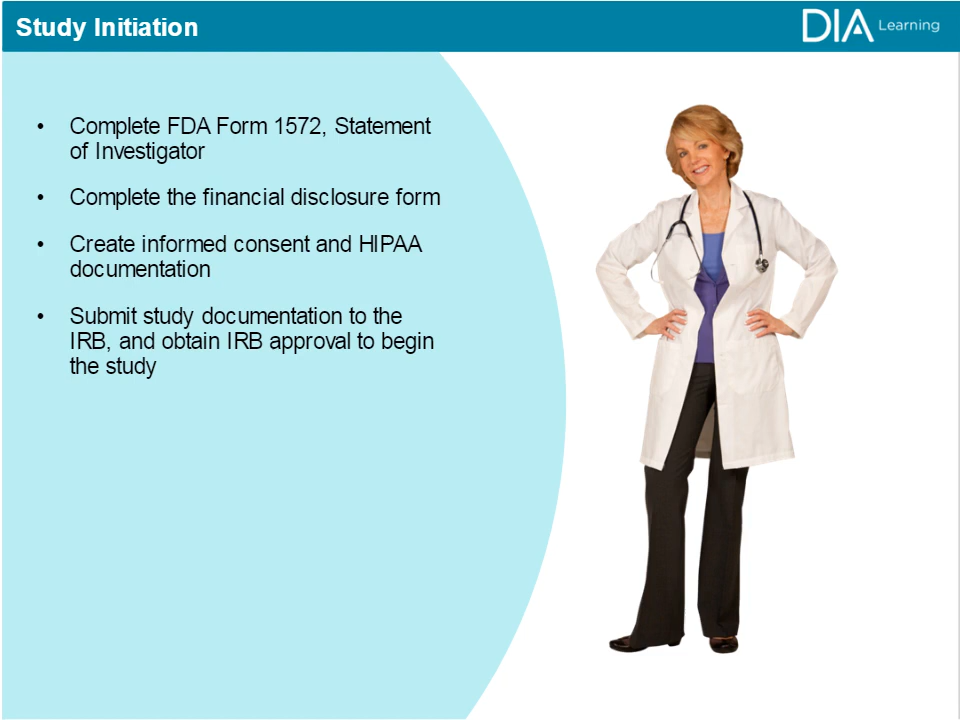 Study Initiation
DIA Learning
• Complete FDA Form 1572, Statement
of Investigator
• Complete the financial disclosure form
• Create informed consent and HIPAA
documentation
• Submit study documentation to the
IRB, and obtain IRB approval to begin
the study